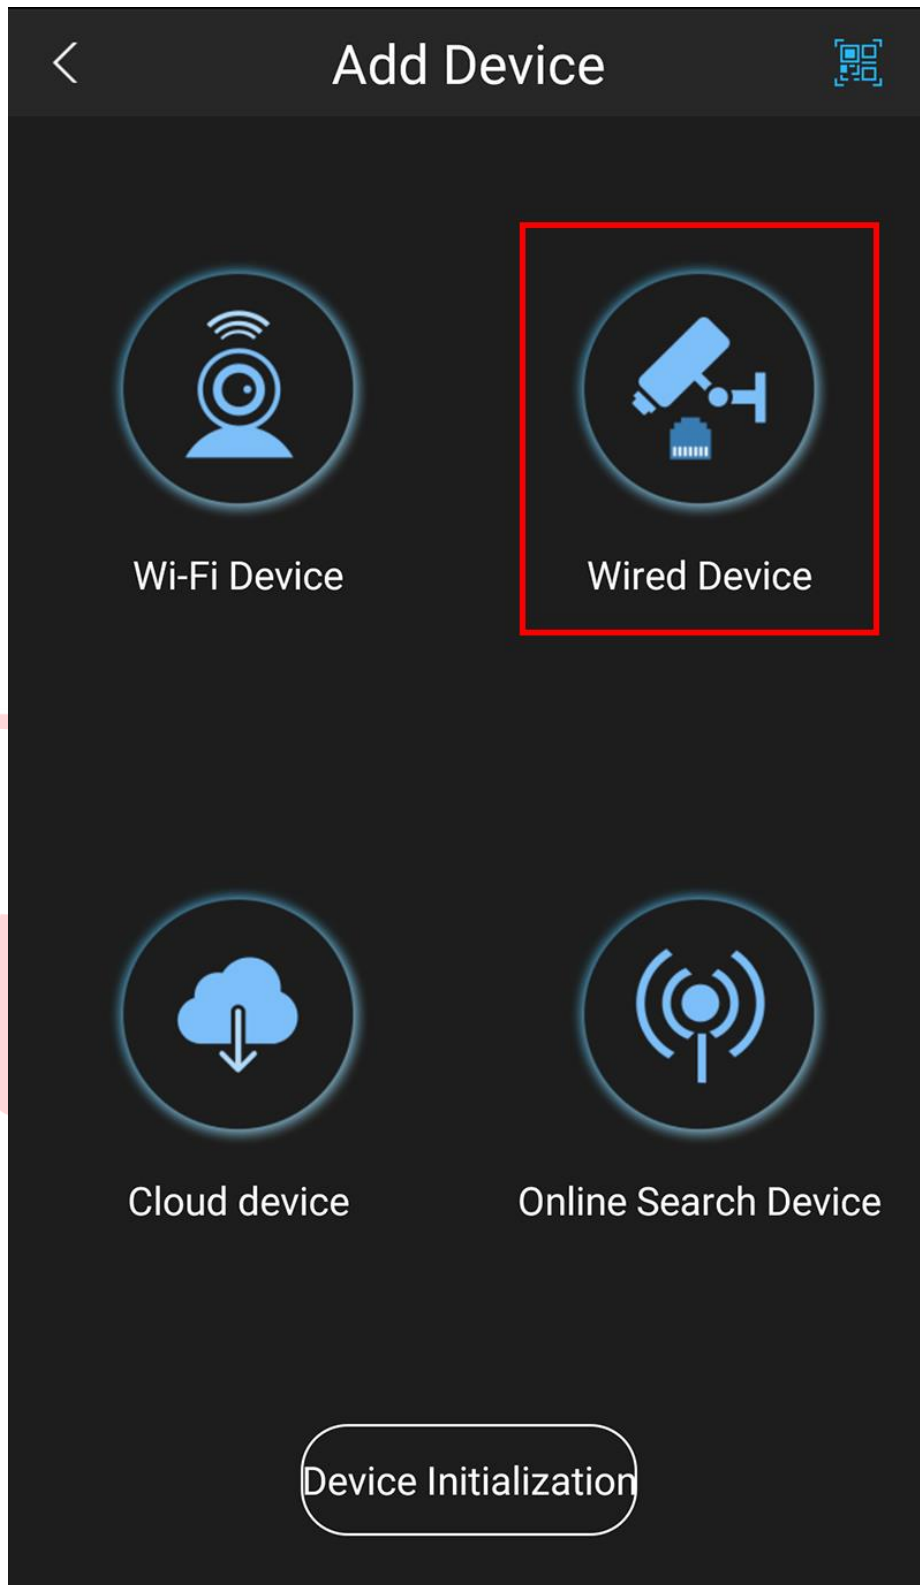 Add Device
Wi-Fi Device
Wired Device
Cloud device
Online Search Device
Device Initialization